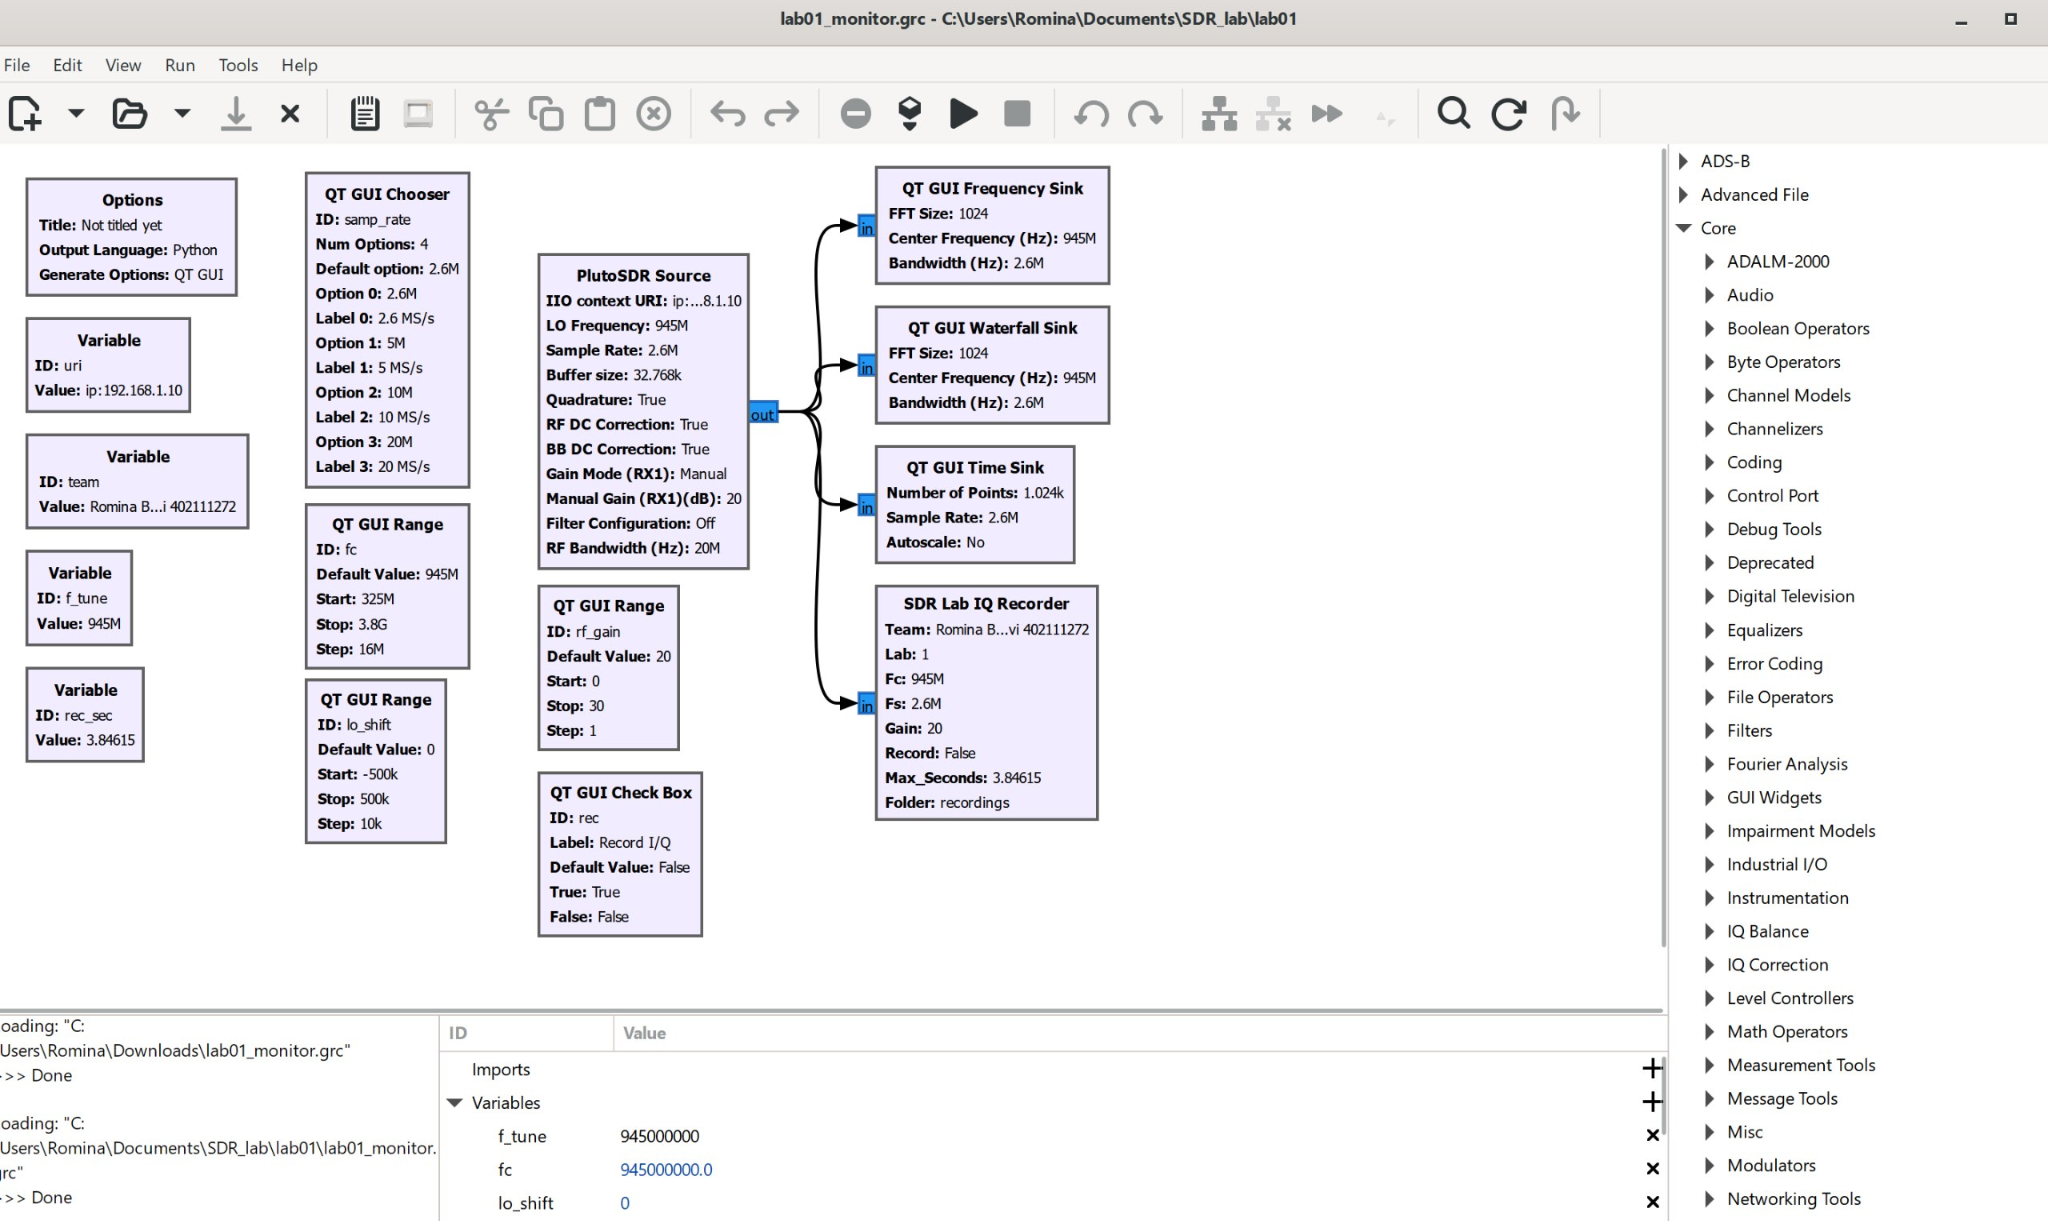 lab01_monitor.grc - C:\Users\Romina\Documents\SDR_lab\lab01
File Edit View Run Tools Help
Options
Title: Not titled yet
Output Language: Python
Generate Options: QT GUI
Variable
ID: uri
Value: ip:192.168.1.10
Variable
ID: team
Value: Romina B...i 402111272
Variable
ID: f_tune
Value: 945M
Variable
ID: rec_sec
Value: 3.84615
QT GUI Chooser
ID: samp_rate
Num Options: 4
Default option: 2.6M
Option 0: 2.6M
Label 0: 2.6 MS/s
Option 1: 5M
Label 1: 5 MS/s
Option 2: 10M
Label 2: 10 MS/s
Option 3: 20M
Label 3: 20 MS/s
QT GUI Range
ID: fc
Default Value: 945M
Start: 325M
Stop: 3.8G
Step: 16M
QT GUI Range
ID: lo_shift
Default Value: 0
Start: -500k
Stop: 500k
Step: 10k
PlutoSDR Source
IIO context URI: ip:...8.1.10
LO Frequency: 945M
Sample Rate: 2.6M
Buffer size: 32.768k
Quadrature: True
RF DC Correction: True
BB DC Correction: True
Gain Mode (RX1): Manual
Manual Gain (RX1)(dB): 20
Filter Configuration: Off
RF Bandwidth (Hz): 20M
out
QT GUI Range
ID: rf_gain
Default Value: 20
Start: 0
Stop: 30
Step: 1
QT GUI Check Box
ID: rec
Label: Record I/Q
Default Value: False
True: True
False: False
in
QT GUI Frequency Sink
FFT Size: 1024
Center Frequency (Hz): 945M
Bandwidth (Hz): 2.6M
in
QT GUI Waterfall Sink
FFT Size: 1024
Center Frequency (Hz): 945M
Bandwidth (Hz): 2.6M
in
QT GUI Time Sink
Number of Points: 1.024k
Sample Rate: 2.6M
Autoscale: No
in
SDR Lab IQ Recorder
Team: Romina B...vi 402111272
Lab: 1
Fc: 945M
Fs: 2.6M
Gain: 20
Record: False
Max_Seconds: 3.84615
Folder: recordings
ADS-B
Advanced File
Core
ADALM-2000
Audio
Boolean Operators
Byte Operators
Channel Models
Channelizers
Coding
Control Port
Debug Tools
Deprecated
Digital Television
Equalizers
Error Coding
File Operators
Filters
Fourier Analysis
GUI Widgets
Impairment Models
Industrial I/O
Instrumentation
IQ Balance
IQ Correction
Level Controllers
Math Operators
Measurement Tools
Message Tools
Misc
Modulators
Networking Tools
oading: "C:
Users\Romina\Downloads\lab01_monitor.grc"
>> Done
oading: "C:
Users\Romina\Documents\SDR_lab\lab01\lab01_monitor.
rc"
>> Done
ID Value
Imports
Variables
f_tune 945000000
fc 945000000.0
lo_shift 0